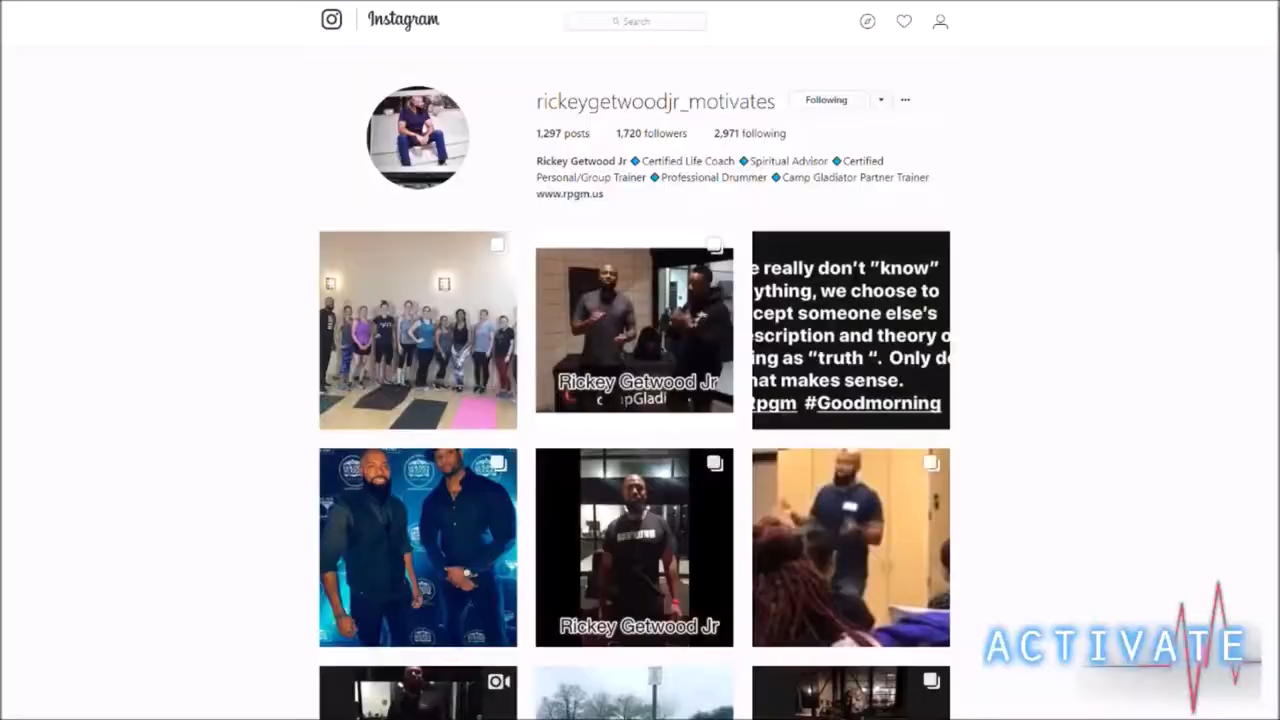 Instagram
Search
rickeygetwoodjr_motivates
Following
1,297 posts 1,720 followers 2,971 following
Rickey Getwood Jr 🔹Certified Life Coach 🔹Spiritual Advisor 🔹Certified
Personal/Group Trainer 🔹Professional Drummer 🔹Camp Gladiator Partner Trainer
www.rpgm.us
Rickey Getwood Jr
e really don't "know"
ything, we choose to
cept someone else's
scription and theory o
ing as "truth “. Only do
hat makes sense.
Rpgm #Goodmorning
Rickey Getwood Jr
ACTIVATE